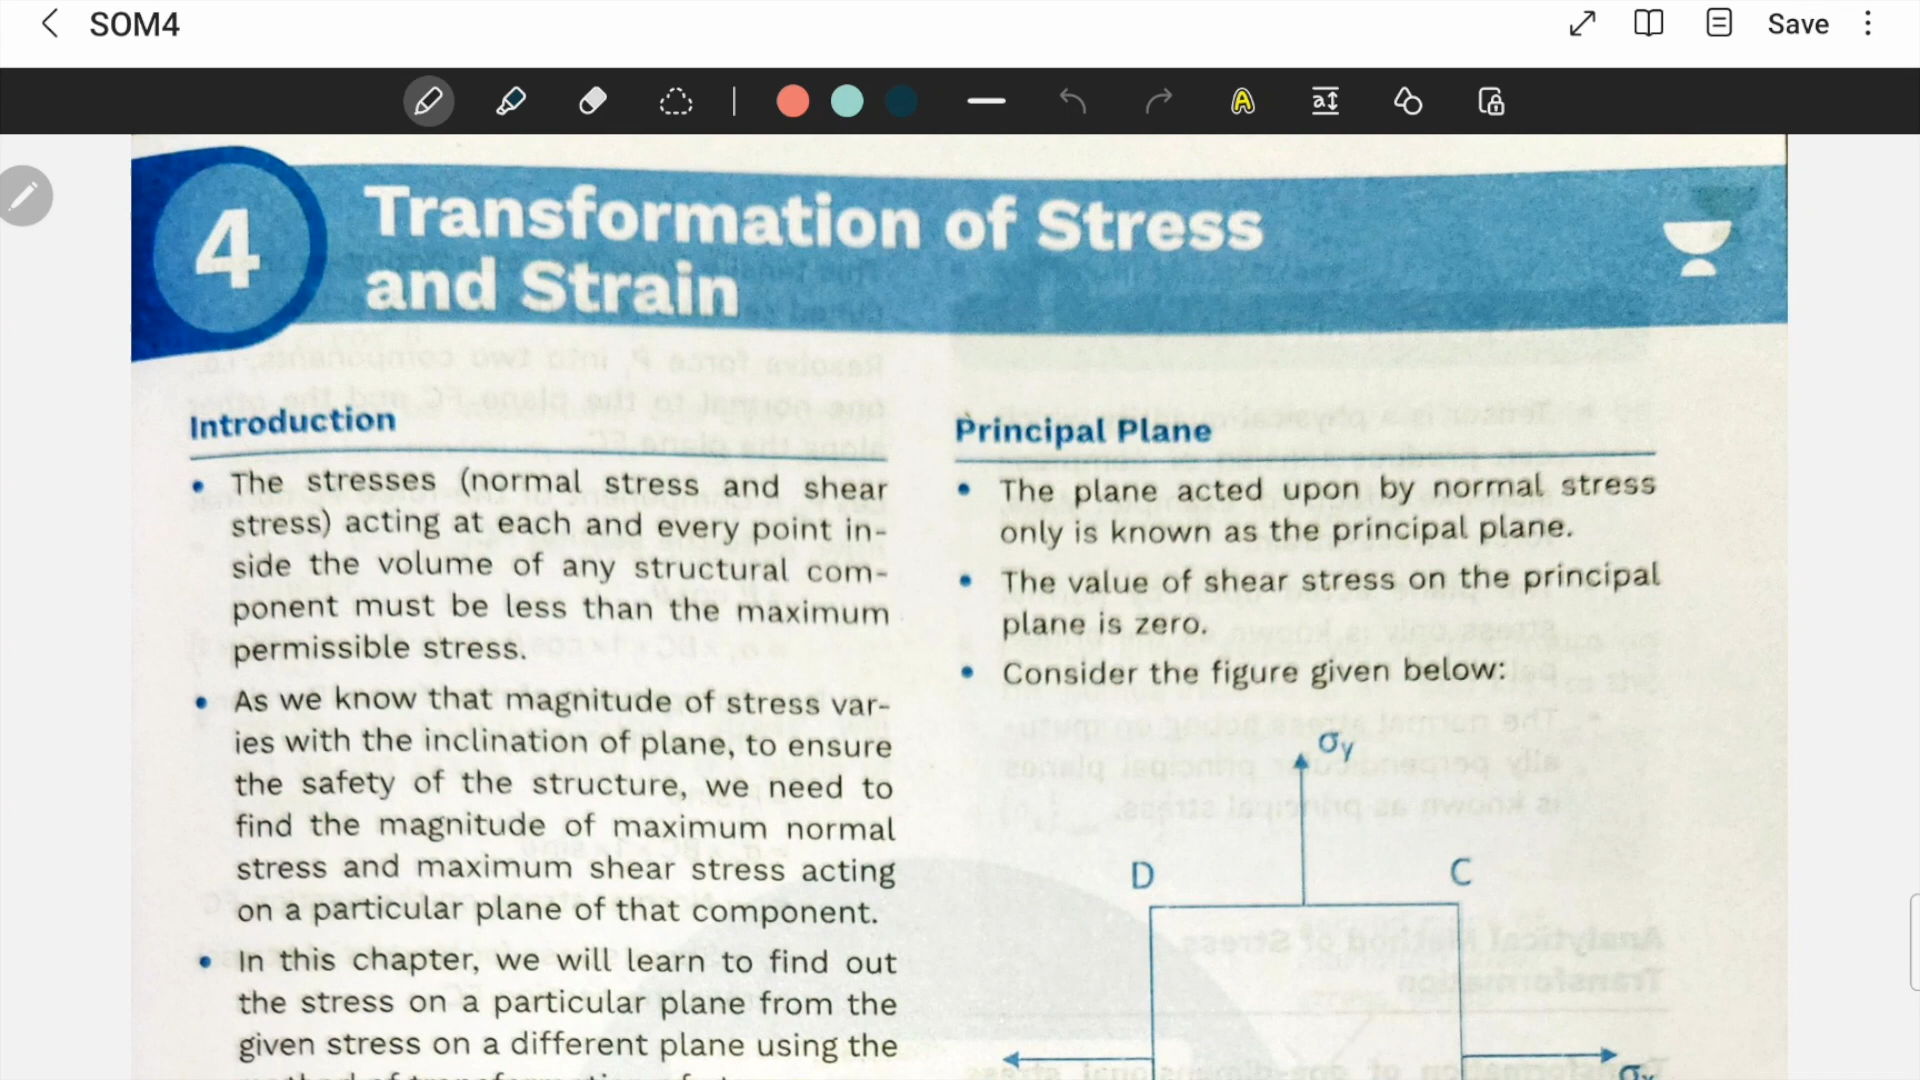 SOM4
Save
4
Transformation of Stress
and Strain
Introduction
• The stresses (normal stress and shear
stress) acting at each and every point in-
side the volume of any structural com-
ponent must be less than the maximum
permissible stress.
• As we know that magnitude of stress var-
ies with the inclination of plane, to ensure
the safety of the structure, we need to
find the magnitude of maximum normal
stress and maximum shear stress acting
on a particular plane of that component.
• In this chapter, we will learn to find out
the stress on a particular plane from the
given stress on a different plane using the
Principal Plane
• The plane acted upon by normal stress
only is known as the principal plane.
• The value of shear stress on the principal
plane is zero.
• Consider the figure given below:
σy
D C
σx